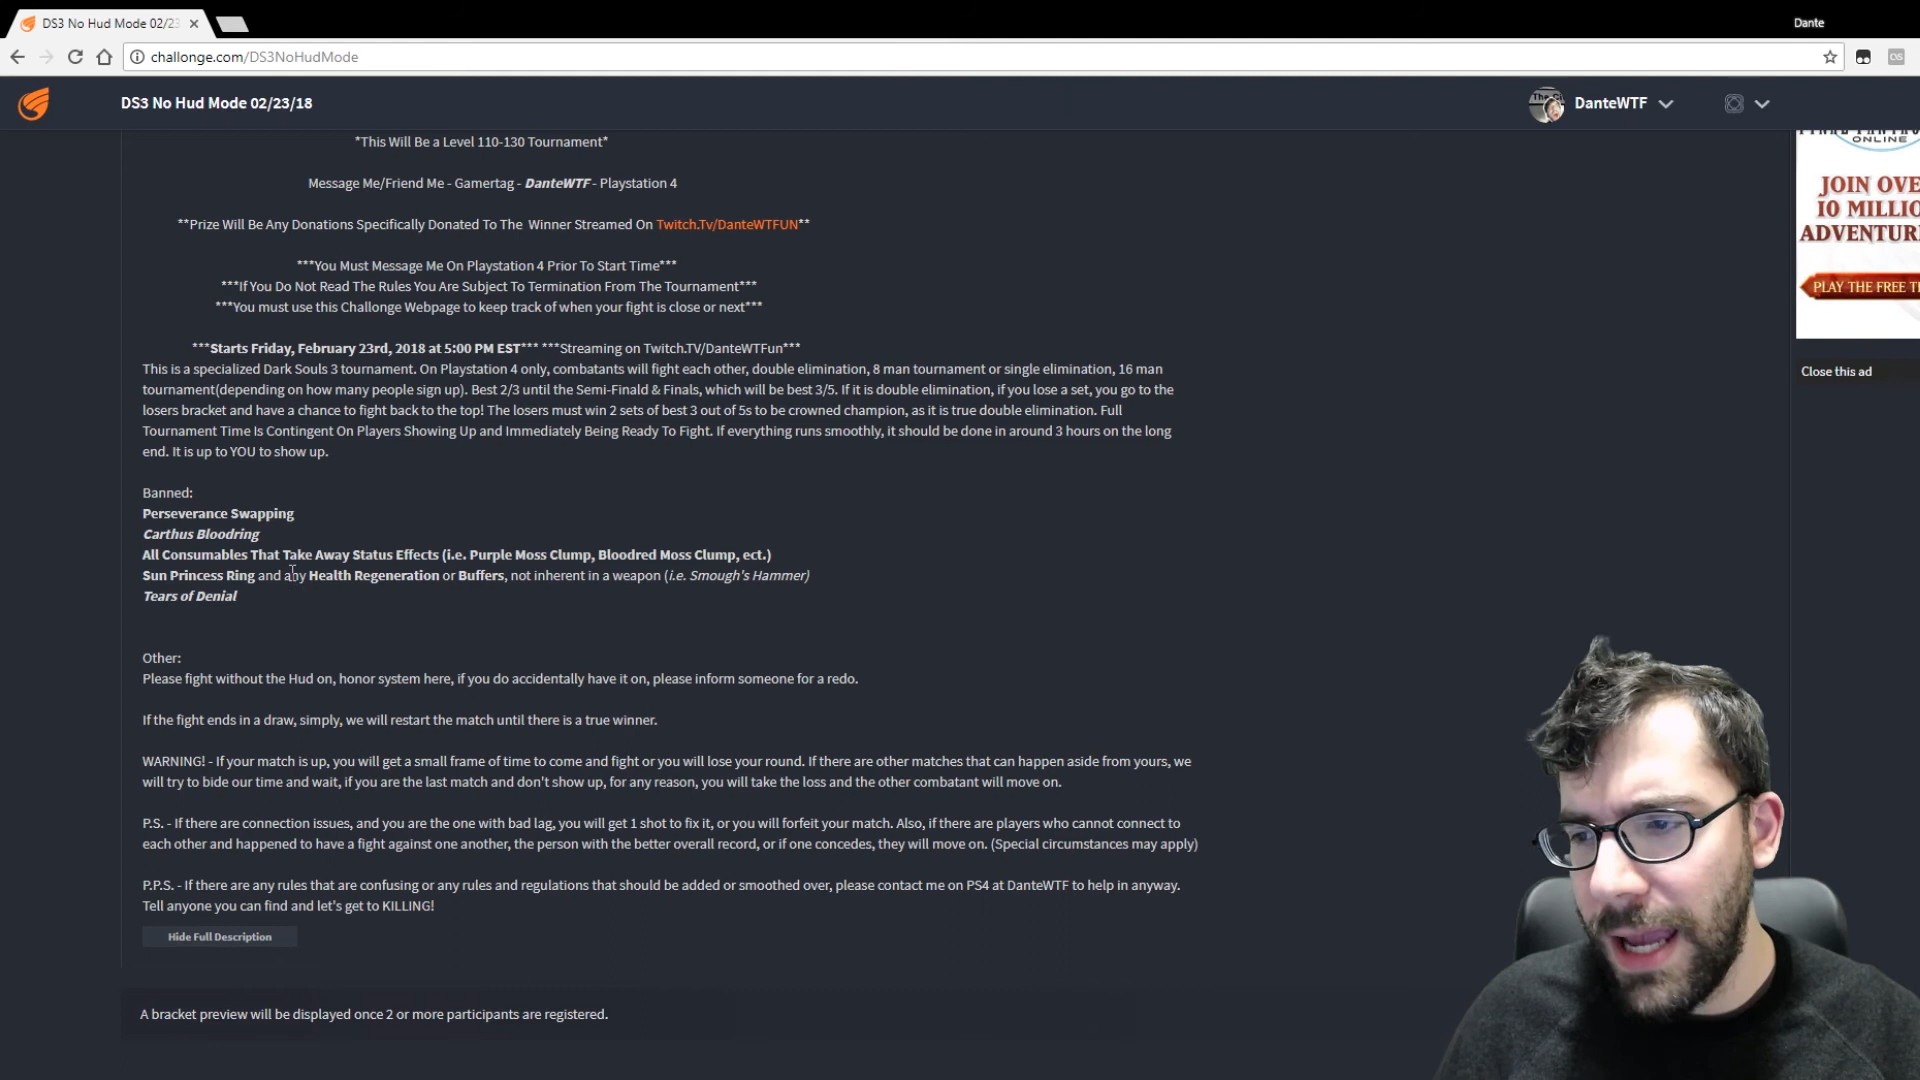 DS3 No Hud Mode 02/23
Dante
challonge.com/DS3NoHudMode
DS3 No Hud Mode 02/23/18
DanteWTF
*This Will Be a Level 110-130 Tournament*
Message Me/Friend Me - Gamertag - DanteWTF - Playstation 4
**Prize Will Be Any Donations Specifically Donated To The Winner Streamed On Twitch.Tv/DanteWTFUN**
***You Must Message Me On Playstation 4 Prior To Start Time***
***If You Do Not Read The Rules You Are Subject To Termination From The Tournament***
***You must use this Challonge Webpage to keep track of when your fight is close or next***
***Starts Friday, February 23rd, 2018 at 5:00 PM EST*** ***Streaming on Twitch.TV/DanteWTFun***
This is a specialized Dark Souls 3 tournament. On Playstation 4 only, combatants will fight each other, double elimination, 8 man tournament or single elimination, 16 man
tournament(depending on how many people sign up). Best 2/3 until the Semi-Finald & Finals, which will be best 3/5. If it is double elimination, if you lose a set, you go to the
losers bracket and have a chance to fight back to the top! The losers must win 2 sets of best 3 out of 5s to be crowned champion, as it is true double elimination. Full
Tournament Time Is Contingent On Players Showing Up and Immediately Being Ready To Fight. If everything runs smoothly, it should be done in around 3 hours on the long
end. It is up to YOU to show up.
Banned:
Perseverance Swapping
Carthus Bloodring
All Consumables That Take Away Status Effects (i.e. Purple Moss Clump, Bloodred Moss Clump, ect.)
Sun Princess Ring and any Health Regeneration or Buffers, not inherent in a weapon (i.e. Smough's Hammer)
Tears of Denial
Other:
Please fight without the Hud on, honor system here, if you do accidentally have it on, please inform someone for a redo.
If the fight ends in a draw, simply, we will restart the match until there is a true winner.
WARNING! - If your match is up, you will get a small frame of time to come and fight or you will lose your round. If there are other matches that can happen aside from yours, we
will try to bide our time and wait, if you are the last match and don't show up, for any reason, you will take the loss and the other combatant will move on.
P.S. - If there are connection issues, and you are the one with bad lag, you will get 1 shot to fix it, or you will forfeit your match. Also, if there are players who cannot connect to
each other and happened to have a fight against one another, the person with the better overall record, or if one concedes, they will move on. (Special circumstances may apply)
P.P.S. - If there are any rules that are confusing or any rules and regulations that should be added or smoothed over, please contact me on PS4 at DanteWTF to help in anyway.
Tell anyone you can find and let's get to KILLING!
Hide Full Description
A bracket preview will be displayed once 2 or more participants are registered.
ONLINE
JOIN OVE
10 MILLIO
ADVENTUR
PLAY THE FREE T
Close this ad